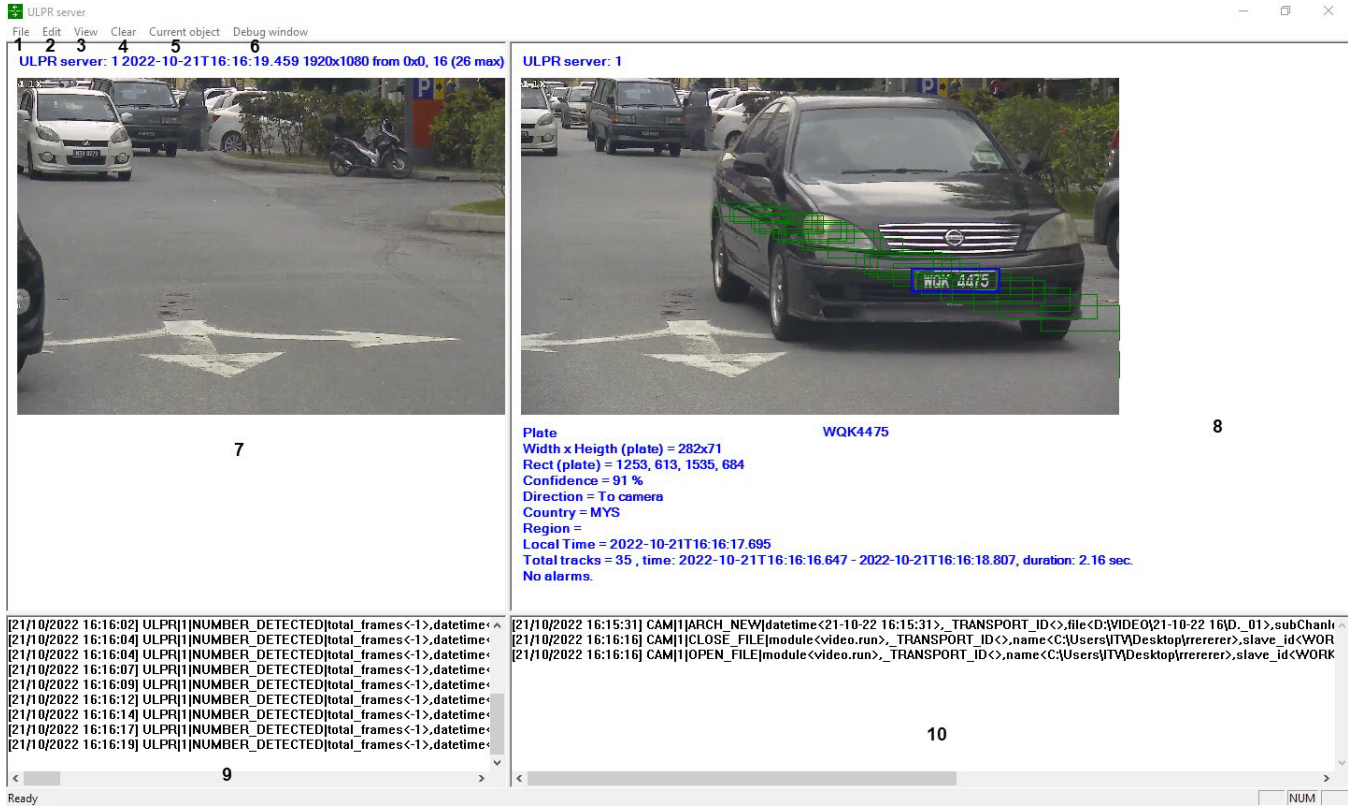 ULPR server
File Edit View Clear Current object Debug window
1 2 3 4 5 6
ULPR server: 1 2022-10-21T16:16:19.459 1920x1080 from 0x0, 16 (26 max)
P
7
ULPR server: 1
P
WQK 4475
Plate WQK4475
Width x Heigth (plate) = 282x71
Rect (plate) = 1253, 613, 1535, 684
Confidence = 91 %
Direction = To camera
Country = MYS
Region =
Local Time = 2022-10-21T16:16:17.695
Total tracks = 35 , time: 2022-10-21T16:16:16.647 - 2022-10-21T16:16:18.807, duration: 2.16 sec.
No alarms.
8
[21/10/2022 16:16:02] ULPR|1|NUMBER_DETECTED|total_frames<-1>,datetime<
[21/10/2022 16:16:04] ULPR|1|NUMBER_DETECTED|total_frames<-1>,datetime<
[21/10/2022 16:16:04] ULPR|1|NUMBER_DETECTED|total_frames<-1>,datetime<
[21/10/2022 16:16:07] ULPR|1|NUMBER_DETECTED|total_frames<-1>,datetime<
[21/10/2022 16:16:09] ULPR|1|NUMBER_DETECTED|total_frames<-1>,datetime<
[21/10/2022 16:16:12] ULPR|1|NUMBER_DETECTED|total_frames<-1>,datetime<
[21/10/2022 16:16:14] ULPR|1|NUMBER_DETECTED|total_frames<-1>,datetime<
[21/10/2022 16:16:17] ULPR|1|NUMBER_DETECTED|total_frames<-1>,datetime<
[21/10/2022 16:16:19] ULPR|1|NUMBER_DETECTED|total_frames<-1>,datetime<
9
[21/10/2022 16:15:31] CAM|1|ARCH_NEW|datetime<21-10-22 16:15:31>,_TRANSPORT_ID<>,file<D:\VIDEO\21-10-22 16\D._01>,subChanle
[21/10/2022 16:16:16] CAM|1|CLOSE_FILE|module<video.run>,_TRANSPORT_ID<>,name<C:\Users\ITV\Desktop\rrererer>,slave_id<WOR
[21/10/2022 16:16:16] CAM|1|OPEN_FILE|module<video.run>,_TRANSPORT_ID<>,name<C:\Users\ITV\Desktop\rrererer>,slave_id<WORK
10
Ready NUM